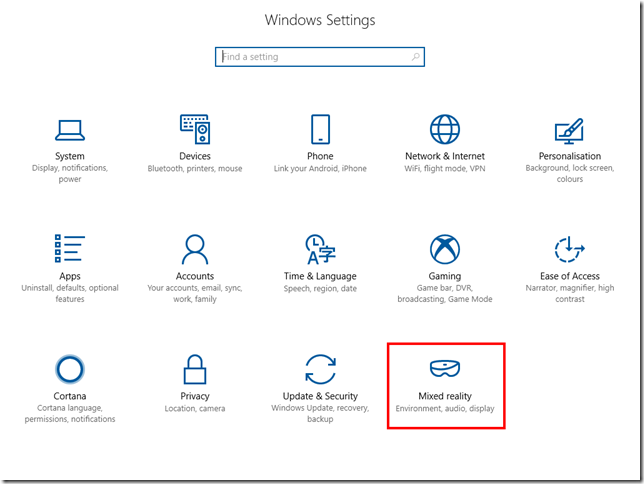 Windows Settings
Find a setting
System
Display, notifications,
power
Devices
Bluetooth, printers, mouse
Phone
Link your Android, iPhone
Network & Internet
WiFi, flight mode, VPN
Personalisation
Background, lock screen,
colours
Apps
Uninstall, defaults, optional
features
Accounts
Your accounts, email, sync,
work, family
A字
Time & Language
Speech, region, date
Gaming
Game bar, DVR,
broadcasting, Game Mode
Ease of Access
Narrator, magnifier, high
contrast
Cortana
Cortana language,
permissions, notifications
Privacy
Location, camera
Update & Security
Windows Update, recovery,
backup
Mixed reality
Environment, audio, display